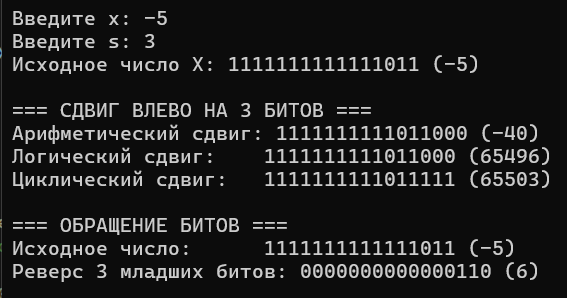 Введите x: -5
Введите s: 3
Исходное число X: 1111111111111011 (-5)
=== СДВИГ ВЛЕВО НА 3 БИТОВ ===
Арифметический сдвиг: 1111111111011000 (-40)
Логический сдвиг: 1111111111011000 (65496)
Циклический сдвиг: 1111111111011111 (65503)
=== ОБРАЩЕНИЕ БИТОВ ===
Исходное число: 1111111111111011 (-5)
Реверс 3 младших битов: 0000000000000110 (6)